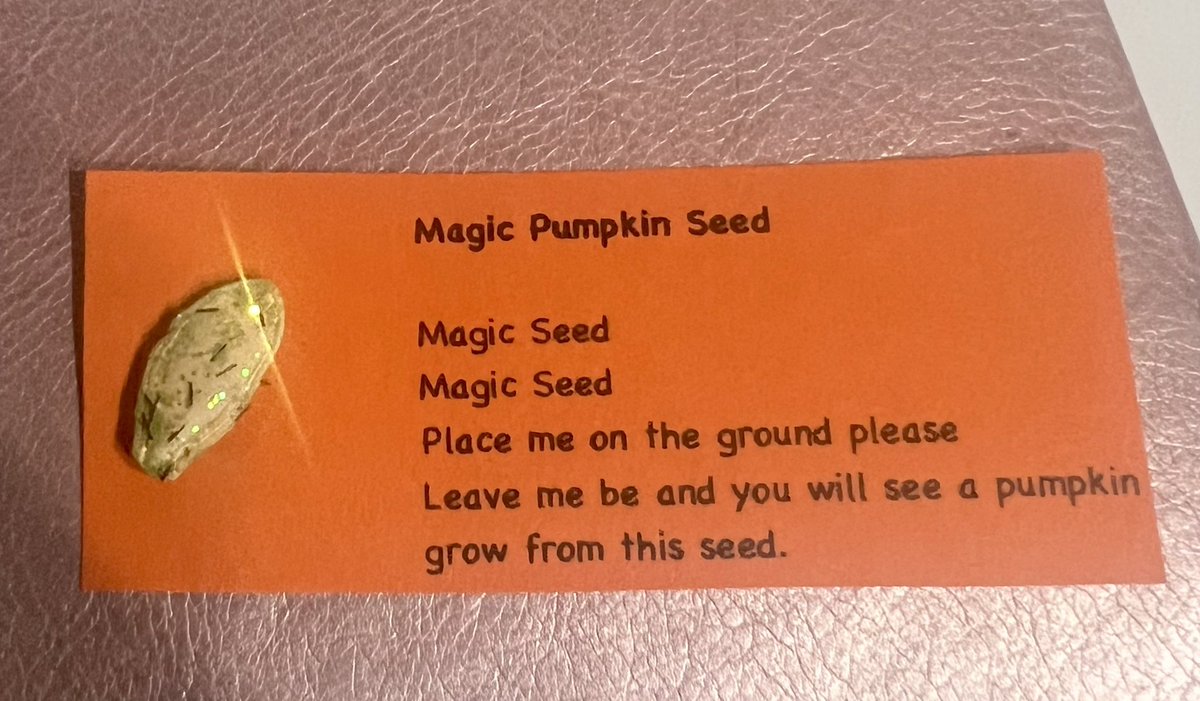 Magic Pumpkin Seed
Magic Seed
Magic Seed
Place me on the ground please
Leave me be and you will see a pumpkin
grow from this seed.